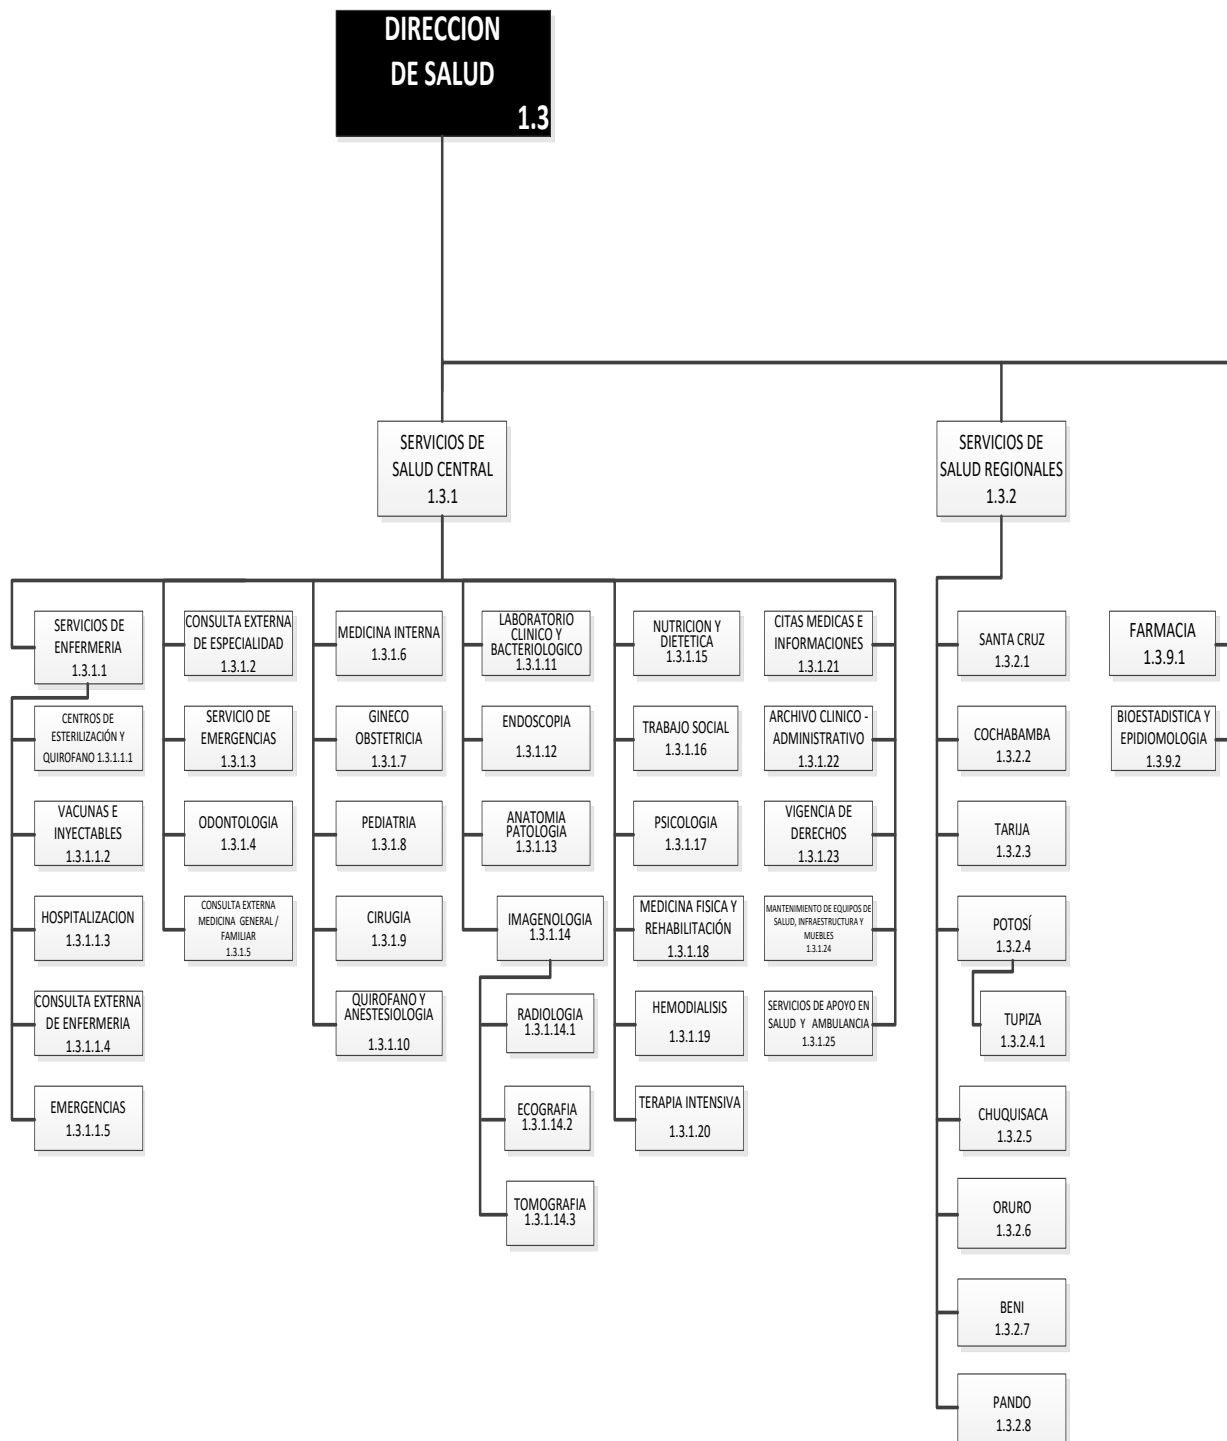 DIRECCION
DE SALUD
1.3
SERVICIOS DE
SALUD CENTRAL
1.3.1
SERVICIOS DE
SALUD REGIONALES
1.3.2
SERVICIOS DE
ENFERMERIA
1.3.1.1
CENTROS DE
ESTERILIZACIÓN Y
QUIROFANO 1.3.1.1.1
VACUNAS E
INYECTABLES
1.3.1.1.2
HOSPITALIZACION
1.3.1.1.3
CONSULTA EXTERNA
DE ENFERMERIA
1.3.1.1.4
EMERGENCIAS
1.3.1.1.5
CONSULTA EXTERNA
DE ESPECIALIDAD
1.3.1.2
SERVICIO DE
EMERGENCIAS
1.3.1.3
ODONTOLOGIA
1.3.1.4
CONSULTA EXTERNA
MEDICINA GENERAL /
FAMILIAR
1.3.1.5
MEDICINA INTERNA
1.3.1.6
GINECO
OBSTETRICIA
1.3.1.7
PEDIATRIA
1.3.1.8
CIRUGIA
1.3.1.9
QUIROFANO Y
ANESTESIOLOGIA
1.3.1.10
LABORATORIO
CLINICO Y
BACTERIOLOGICO
1.3.1.11
ENDOSCOPIA
1.3.1.12
ANATOMIA
PATOLOGIA
1.3.1.13
IMAGENOLOGIA
1.3.1.14
RADIOLOGIA
1.3.1.14.1
ECOGRAFIA
1.3.1.14.2
TOMOGRAFIA
1.3.1.14.3
NUTRICION Y
DIETETICA
1.3.1.15
TRABAJO SOCIAL
1.3.1.16
PSICOLOGIA
1.3.1.17
MEDICINA FISICA Y
REHABILITACIÓN
1.3.1.18
HEMODIALISIS
1.3.1.19
TERAPIA INTENSIVA
1.3.1.20
CITAS MEDICAS E
INFORMACIONES
1.3.1.21
ARCHIVO CLINICO -
ADMINISTRATIVO
1.3.1.22
VIGENCIA DE
DERECHOS
1.3.1.23
MANTENIMIENTO DE EQUIPOS DE
SALUD, INFRAESTRUCTURA Y
MUEBLES
1.3.1.24
SERVICIOS DE APOYO EN
SALUD Y AMBULANCIA
1.3.1.25
SANTA CRUZ
1.3.2.1
COCHABAMBA
1.3.2.2
TARIJA
1.3.2.3
POTOSÍ
1.3.2.4
TUPIZA
1.3.2.4.1
CHUQUISACA
1.3.2.5
ORURO
1.3.2.6
BENI
1.3.2.7
PANDO
1.3.2.8
FARMACIA
1.3.9.1
BIOESTADISTICA Y
EPIDIOMOLOGIA
1.3.9.2